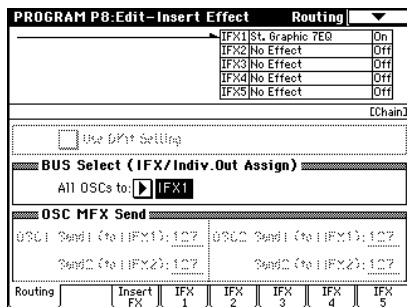 PROGRAM P8:Edit-Insert Effect Routing
IFX1 St. Graphic 7EQ On
IFX2 No Effect Off
IFX3 No Effect Off
IFX4 No Effect Off
IFX5 No Effect Off
[Chain]
Use DKit Setting
BUS Select (IFX/Indiv.Out Assign)
All OSCs to: IFX1
OSC MFX Send
OSC1 Send1 (to MFX1): 127 OSC2 Send1 (to MFX1): 127
Send2 (to MFX2): 127 Send2 (to MFX2): 127
Routing Insert FX IFX 1 IFX 2 IFX 3 IFX 4 IFX 5